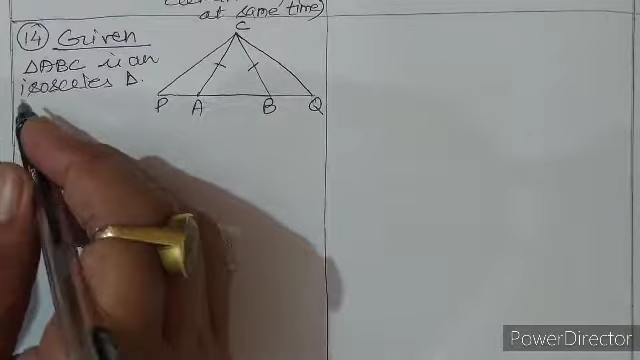 at same time)
14 Given
ΔABC is an
isosceles Δ.
C
P A B Q
PowerDirector